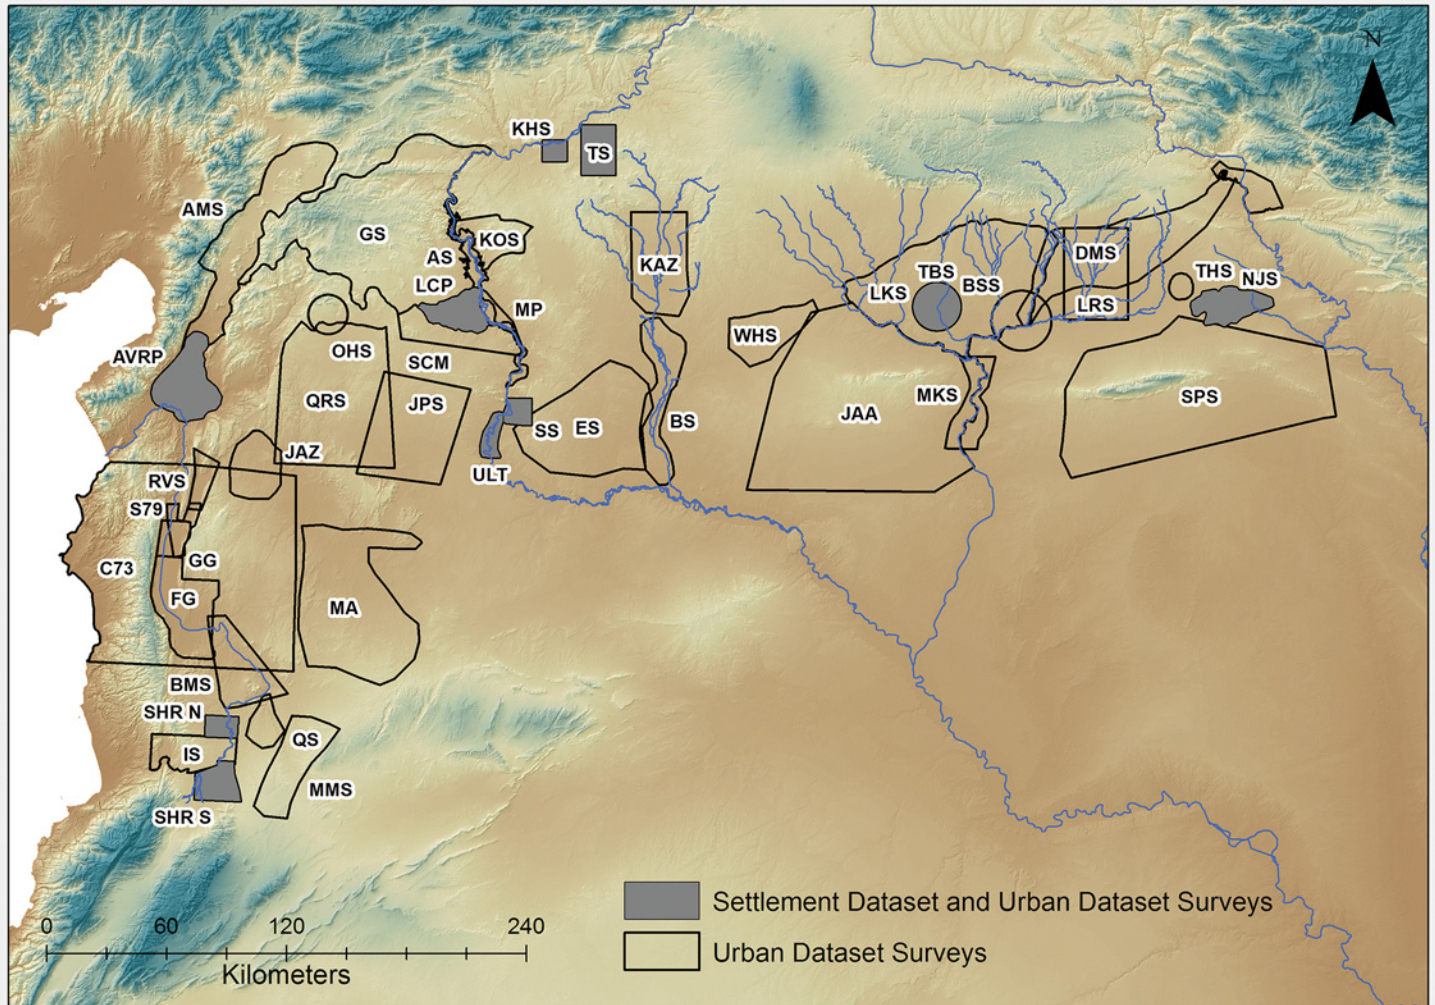 N
KHS
TS
AMS
GS
KOS
AS
KAZ
DMS
LCP
TBS
BSS
THS
NJS
LKS
MP
LRS
WHS
OHS
AVRP
SCM
QRS
JPS
MKS
SPS
JAA
BS
ES
SS
JAZ
ULT
RVS
S79
GG
C73
FG
MA
BMS
SHR N
QS
IS
MMS
SHR S
Settlement Dataset and Urban Dataset Surveys
0 60 120 240
Urban Dataset Surveys
Kilometers